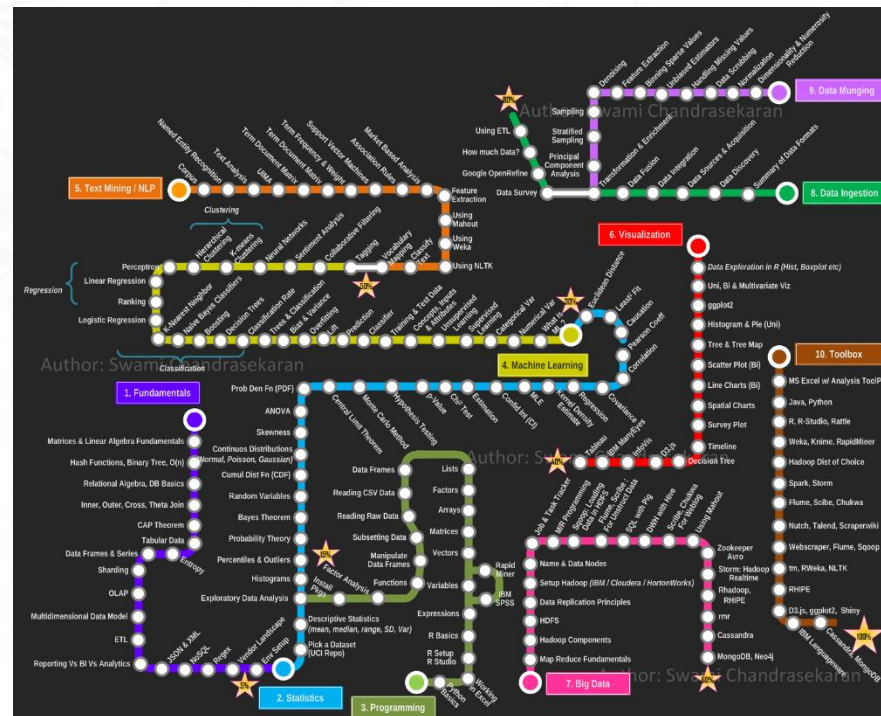 9. Data Munging
Denoising
Feature Extraction
Binning Sparse Values
Unbiased Estimators
Handling Missing Values
Data Scrubbing
Normalization
Dimensionality & Numerosity
Reduction
Sampling
Stratified
Sampling
Principal
Component
Analysis
Author: Swami Chandrasekaran
80%
Using ETL
How much Data?
Google OpenRefine
Data Survey
Transformation & Enrichment
Data Fusion
Data Integration
Data Sources & Acquisition
Data Discovery
Summary of Data Formats
8. Data Ingestion
5. Text Mining / NLP
Corpus
Named Entity Recognition
Text Analysis
UIMA
Term Document Matrix
Term Document Matrix
Term Frequency & Weight
Support Vector Machines
Association Rules
Market Based Analysis
Feature
Extraction
Using
Mahout
Using
Weka
Using NLTK
Classify
Text
Vocabulary
Mapping
Tagging
50%
Clustering
Perceptron
Hierarchical
Clustering
K-means
Clustering
Neural Networks
Sentiment Analysis
Collaborative Filtering
Regression
Linear Regression
Ranking
Logistic Regression
K-Nearest Neighbor
Naive Bayes Classifiers
Boosting
Decision Trees
Classification Rate
Trees & Classification
Bias & Variance
Overfitting
Lift
Prediction
Classifier
Training & Test Data
Concepts, Inputs
& Attributes
Unsupervised
Learning
Supervised
Learning
Categorical Var
Numerical Var
What is
ML?
30%
4. Machine Learning
Classification
Author: Swami Chandrasekaran
Euclidean Distance
Least² Fit
Causation
Pearson Coeff
Correlation
Covariance
Regression
Kernel Density
Estimate
MLE
Confid Int (CI)
Estimation
Chi² Test
p-Value
Hypothesis Testing
Monte Carlo Method
Central Limit Theorem
Prob Den Fn (PDF)
ANOVA
Skewness
Continuos Distributions
(Normal, Poisson, Gaussian)
Cumul Dist Fn (CDF)
Random Variables
Bayes Theorem
Probability Theory
Percentiles & Outliers
Histograms
Exploratory Data Analysis
Descriptive Statistics
(mean, median, range, SD, Var)
Pick a Dataset
(UCI Repo)
2. Statistics
6. Visualization
Data Exploration in R (Hist, Boxplot etc)
Uni, Bi & Multivariate Viz
ggplot2
Histogram & Pie (Uni)
Tree & Tree Map
Scatter Plot (Bi)
Line Charts (Bi)
Spatial Charts
Survey Plot
Timeline
Decision Tree
D3.js
InfoVis
IBM ManyEyes
Tableau
40%
Author: Swami Chandrasekaran
10. Toolbox
MS Excel w/ Analysis ToolP
Java, Python
R, R-Studio, Rattle
Weka, Knime, RapidMiner
Hadoop Dist of Choice
Spark, Storm
Flume, Scibe, Chukwa
Nutch, Talend, Scraperwiki
Webscraper, Flume, Sqoop
tm, RWeka, NLTK
RHIPE
D3.js, ggplot2, Shiny
IBM Languageware
Cassandra, MongoDB
100%
1. Fundamentals
Matrices & Linear Algebra Fundamentals
Hash Functions, Binary Tree, O(n)
Relational Algebra, DB Basics
Inner, Outer, Cross, Theta Join
CAP Theorem
Tabular Data
Entropy
Data Frames & Series
Sharding
OLAP
Multidimensional Data Model
ETL
Reporting Vs BI Vs Analytics
JSON & XML
NoSQL
Regex
Vendor Landscape
Env Setup
5%
15%
Install
Pkgs
Factor Analysis
Functions
Manipulate
Data Frames
Subsetting Data
Reading Raw Data
Reading CSV Data
Data Frames
Lists
Factors
Arrays
Matrices
Vectors
Variables
Rapid
Miner
IBM
SPSS
Expressions
R Basics
R Setup
R Studio
Working
in Excel
Python
Basics
3. Programming
Job & Task Tracker
M/R Programming
Sqoop: Loading
Data in HDFS
Flume, Scribe:
For Unstruct Data
SQL with Pig
DWH with Hive
Scribe, Chukwa
For Weblog
Using Mahout
Name & Data Nodes
Setup Hadoop (IBM / Cloudera / HortonWorks)
Data Replication Principles
HDFS
Hadoop Components
Map Reduce Fundamentals
7. Big Data
Zookeeper
Avro
Storm: Hadoop
Realtime
Rhadoop,
RHIPE
rmr
Cassandra
MongoDB, Neo4j
Author: Swami Chandrasekaran